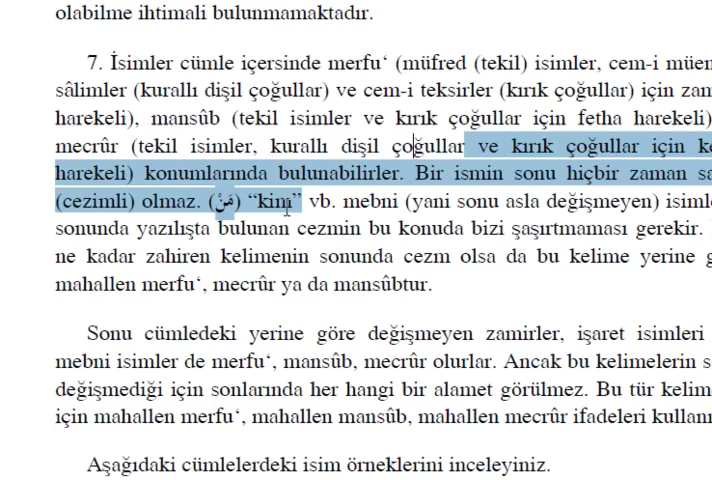 olabilme ihtimali bulunmamaktadır.
7. İsimler cümle içersinde merfu‘ (müfred (tekil) isimler, cem-i
sâlimler (kurallı dişil çoğullar) ve cem-i teksirler (kırık çoğullar) için
harekeli), mansûb (tekil isimler ve kırık çoğullar için fetha harekeli)
mecrûr (tekil isimler, kurallı dişil çoğullar ve kırık çoğullar için
harekeli) konumlarında bulunabilirler. Bir ismin sonu hiçbir zaman
(cezimli) olmaz. (مَنْ) “kim” vb. mebni (yani sonu asla değişmeyen)
sonunda yazılışta bulunan cezmin bu konuda bizi şaşırtmaması gerekir.
ne kadar zahiren kelimenin sonunda cezm olsa da bu kelime yerine
mahallen merfu‘, mecrûr ya da mansûbtur.
Sonu cümledeki yerine göre değişmeyen zamirler, işaret isimleri
mebni isimler de merfu‘, mansûb, mecrûr olurlar. Ancak bu kelimelerin
değişmediği için sonlarında her hangi bir alamet görülmez. Bu tür
için mahallen merfu‘, mahallen mansûb, mahallen mecrûr ifadeleri
Aşağıdaki cümlelerdeki isim örneklerini inceleyiniz.